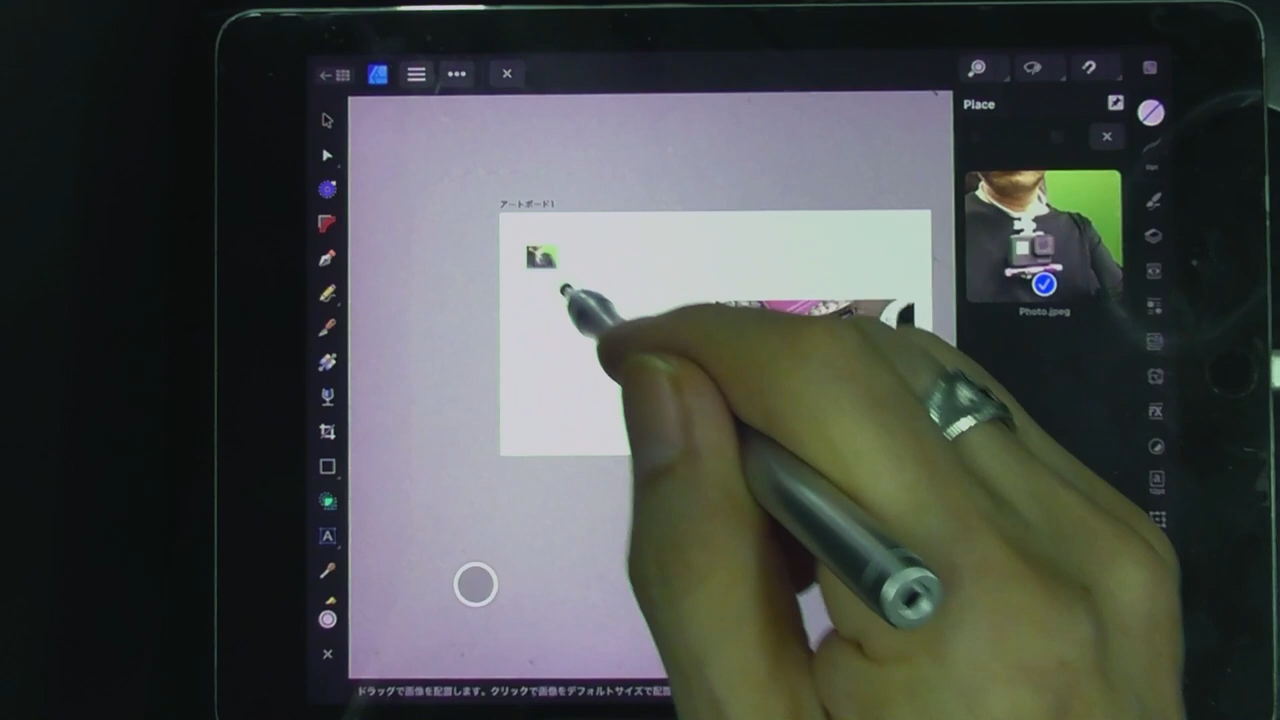 Place
アートボード1
Photo.jpeg
FX
a
A
ドラッグで画像を配置します。クリックで画像をデフォルトサイズで配置